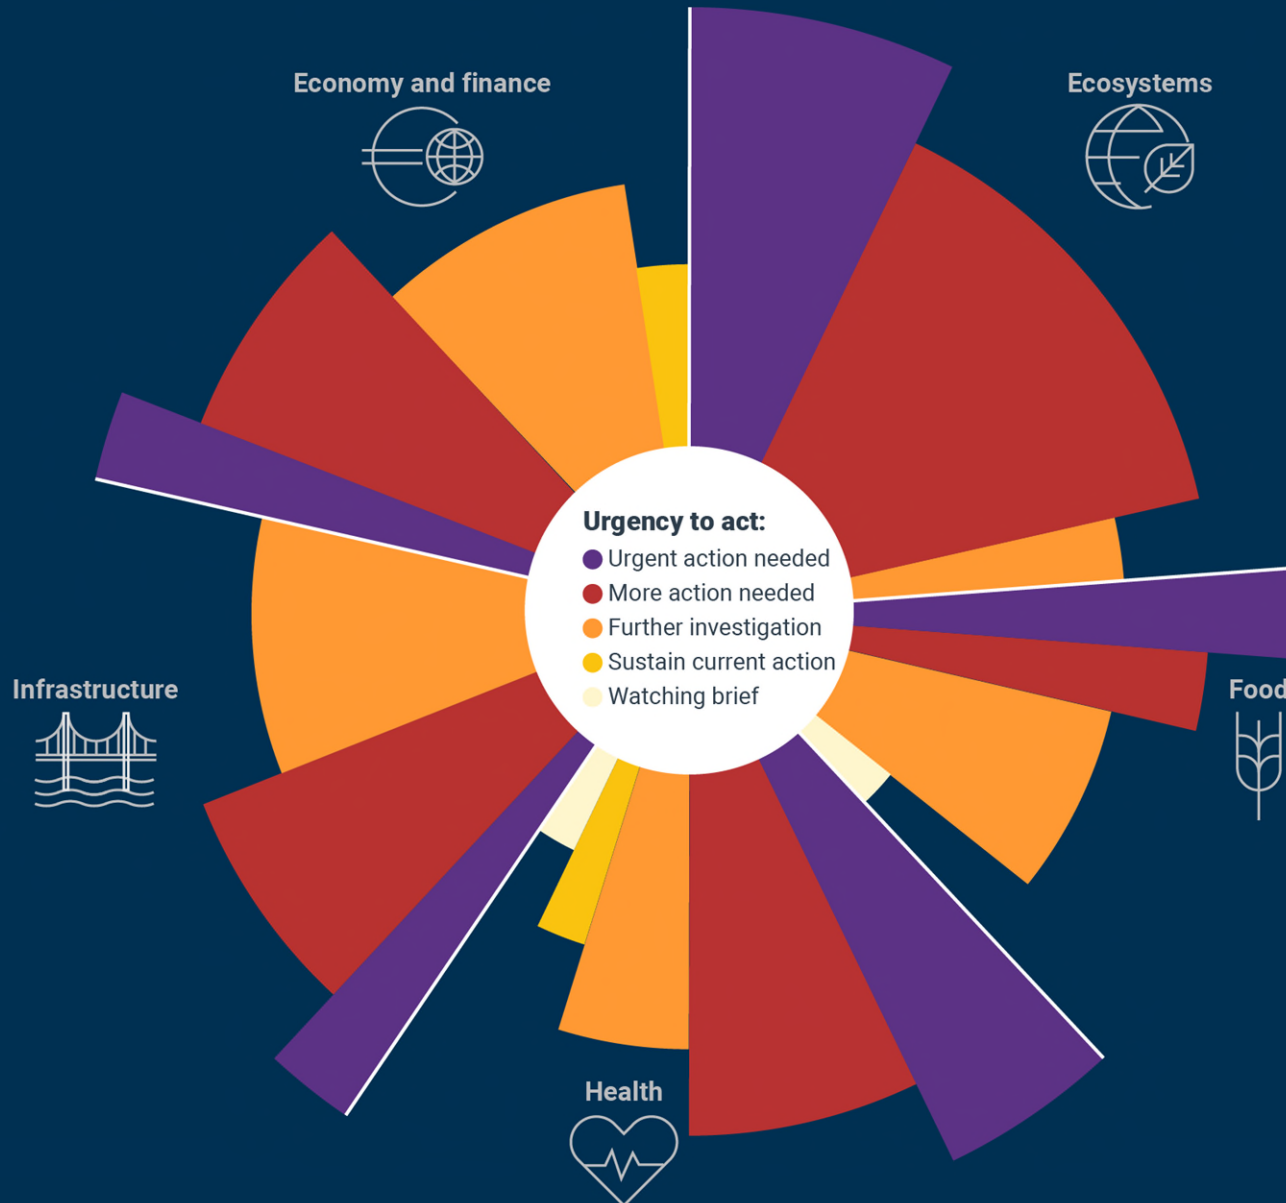 Economy and finance
Ecosystems
Urgency to act:
Urgent action needed
More action needed
Further investigation
Sustain current action
Watching brief
Infrastructure
Food
Health